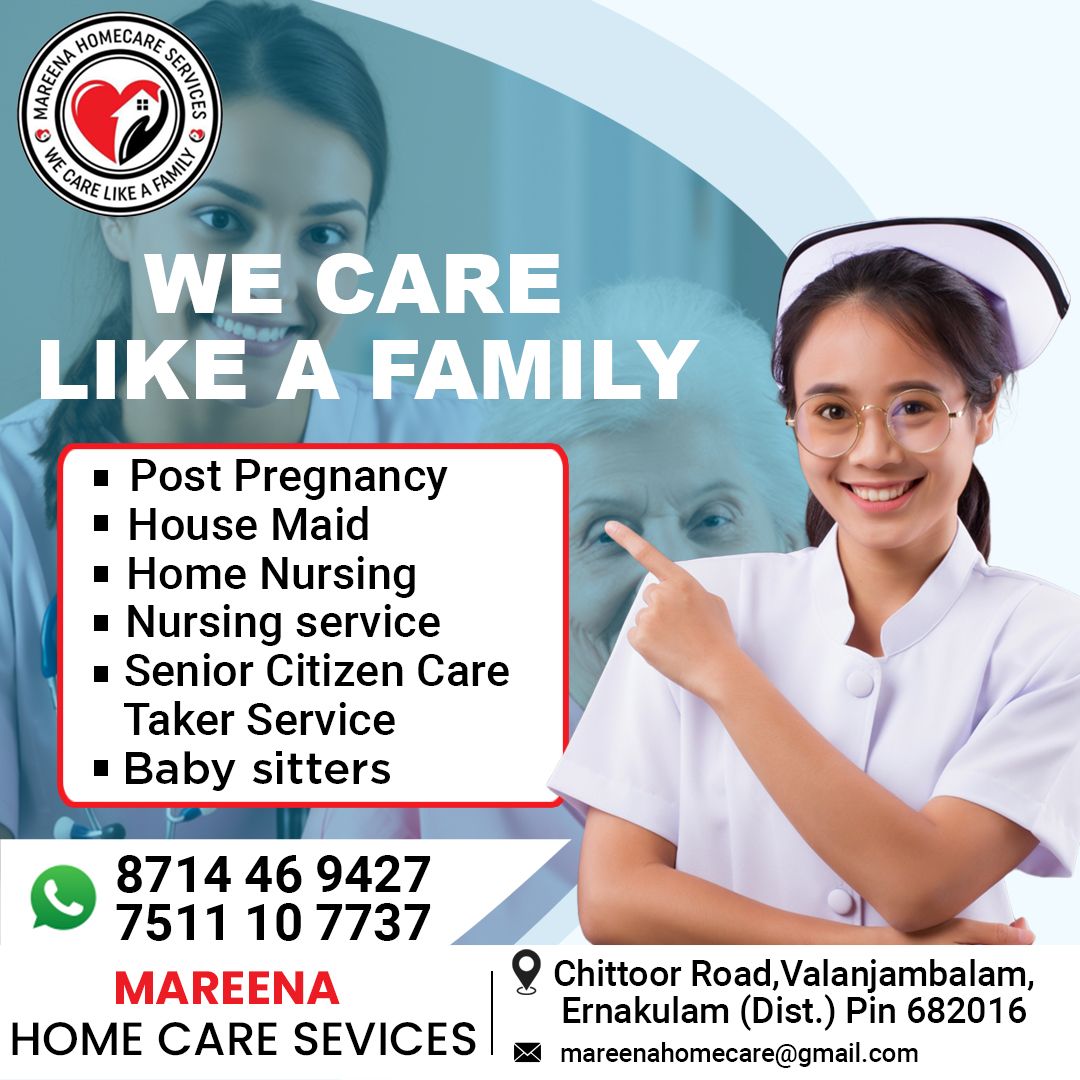 MAREENA HOMECARE SERVICES
WE CARE LIKE A FAMILY
WE CARE
LIKE A FAMILY
▪ Post Pregnancy
▪ House Maid
▪ Home Nursing
▪ Nursing service
▪ Senior Citizen Care
Taker Service
▪ Baby sitters
8714 46 9427
7511 10 7737
MAREENA
HOME CARE SEVICES
Chittoor Road,Valanjambalam,
Ernakulam (Dist.) Pin 682016
mareenahomecare@gmail.com